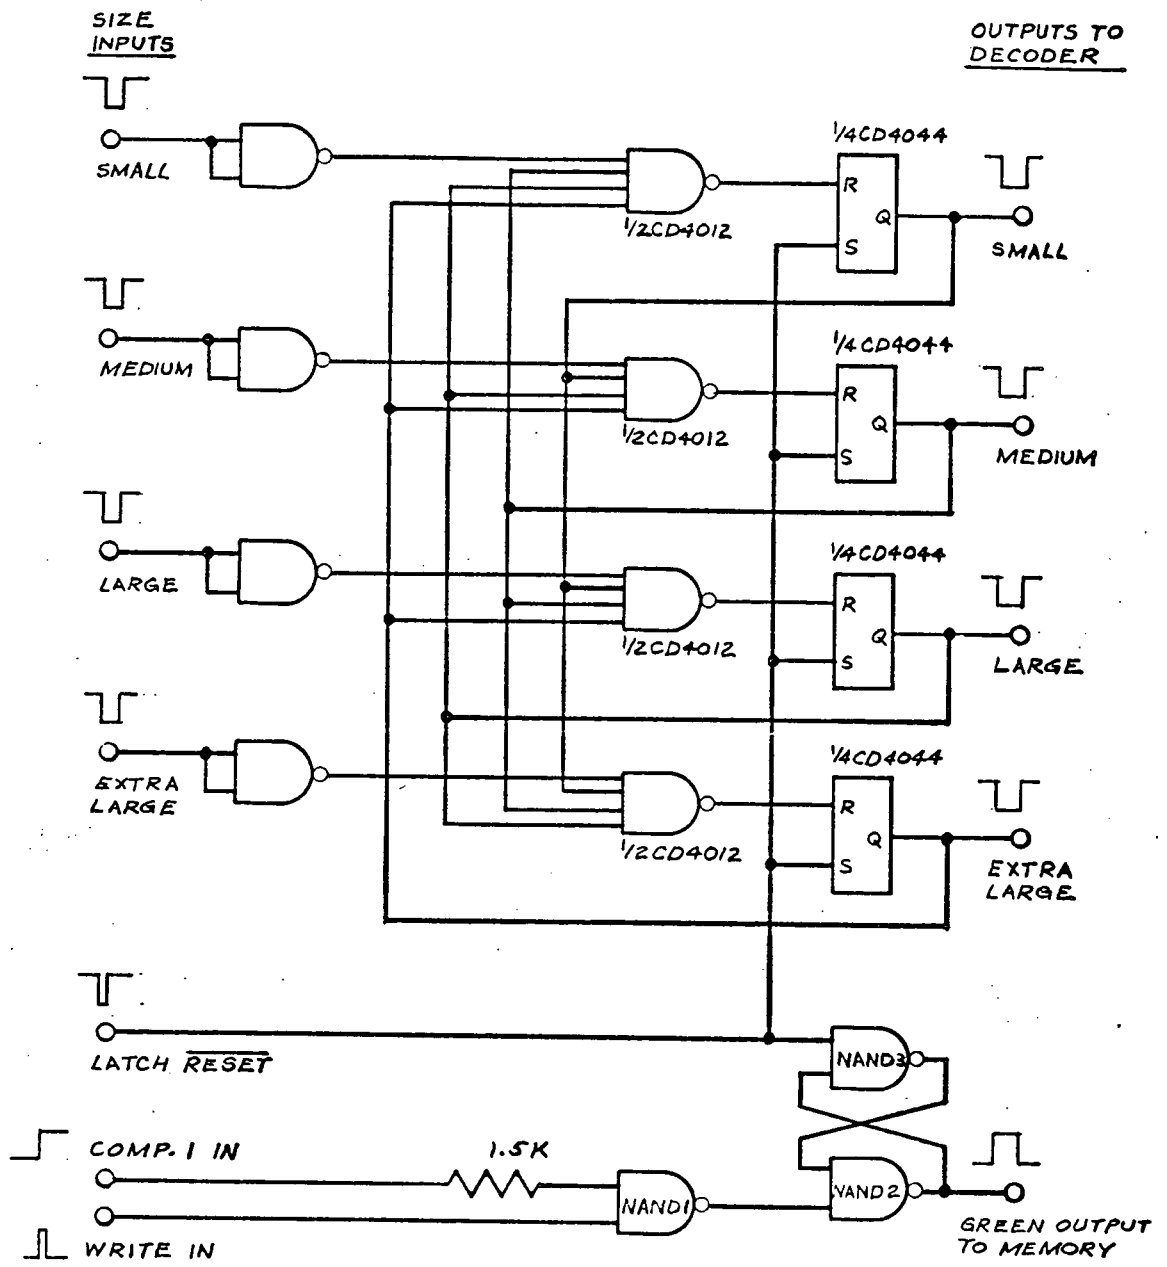 SIZE
INPUTS
OUTPUTS TO
DECODER
SMALL
1/2CD4012
1/4CD4044
R
Q
S
SMALL
MEDIUM
1/2CD4012
1/4CD4044
R
Q
S
MEDIUM
LARGE
1/2CD4012
1/4CD4044
R
Q
S
LARGE
EXTRA
LARGE
1/2CD4012
1/4CD4044
R
Q
S
EXTRA
LARGE
LATCH RESET
NAND3
COMP. 1 IN
1.5K
NAND1
NAND2
WRITE IN
GREEN OUTPUT
TO MEMORY